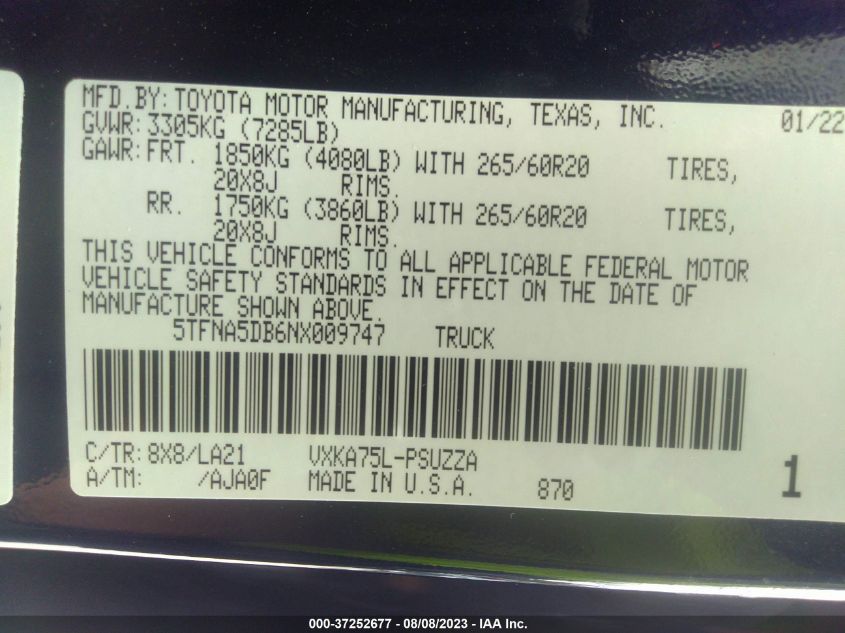 MFD.BY:TOYOTA MOTOR MANUFACTURING, TEXAS, INC. 01/22
GVWR:3305KG (7285LB)
GAWR:FRT. 1850KG (4080LB) WITH 265/60R20 TIRES,
20X8J RIMS.
RR. 1750KG (3860LB) WITH 265/60R20 TIRES,
20X8J RIMS.
THIS VEHICLE CONFORMS TO ALL APPLICABLE FEDERAL MOTOR
VEHICLE SAFETY STANDARDS IN EFFECT ON THE DATE OF
MANUFACTURE SHOWN ABOVE.
5TFNA5DB6NX009747 TRUCK
C/TR:8X8/LA21 VXKA75L-PSUZZA
A/TM: /AJA0F MADE IN U.S.A. 870 1
000-37252677 - 08/08/2023 - IAA Inc.